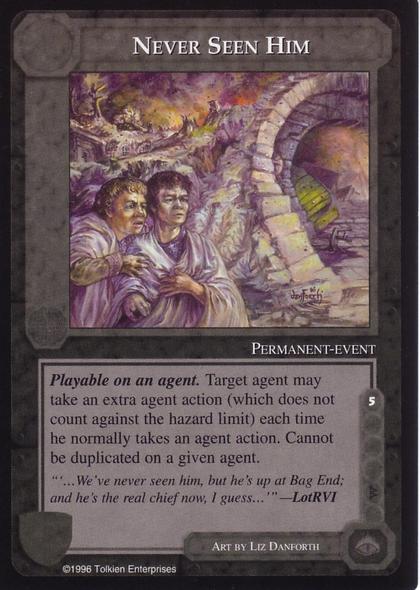 NEVER SEEN HIM
DANFORTH
PERMANENT-EVENT
Playable on an agent. Target agent may
take an extra agent action (which does not
count against the hazard limit) each time
he normally takes an agent action. Cannot
be duplicated on a given agent.
5
“‘...We’ve never seen him, but he’s up at Bag End;
and he’s the real chief now, I guess...’” —LotRVI
ART BY LIZ DANFORTH
©1996 Tolkien Enterprises